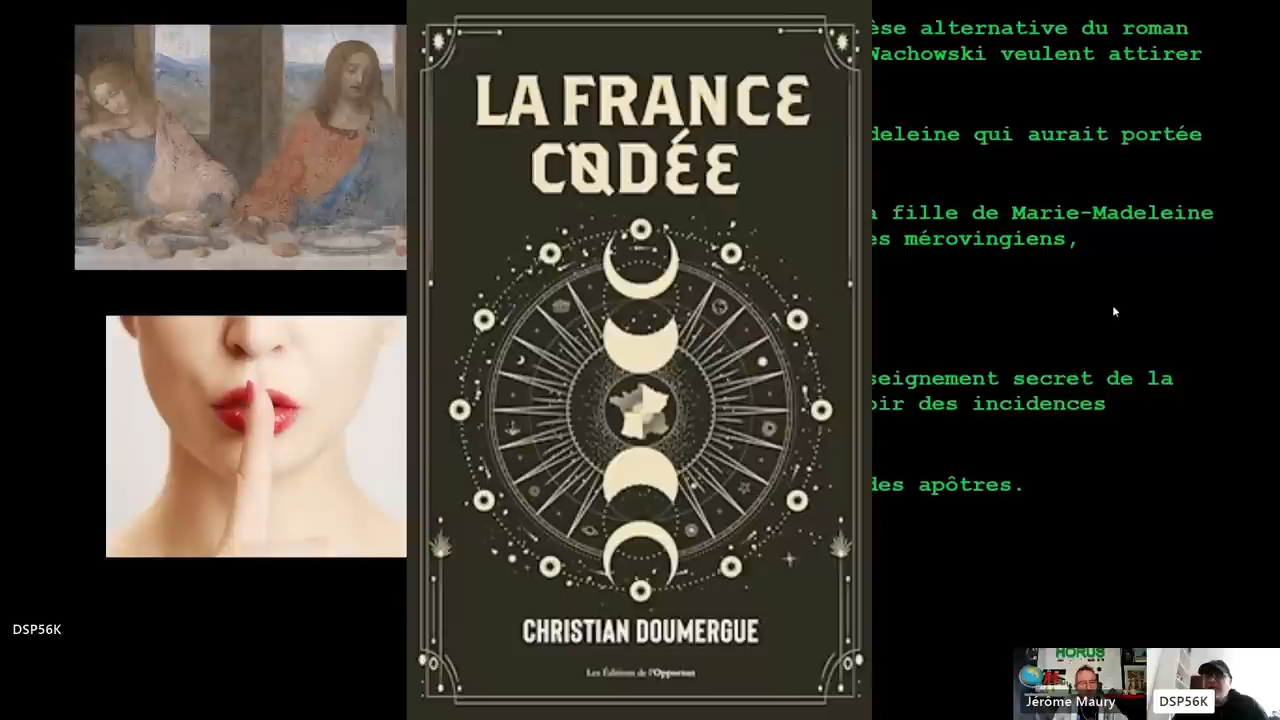 LA FRANCE
CODÉE
CHRISTIAN DOUMERGUE
Les Éditions de l'Opportun
èse alternative du roman
Wachowski veulent attirer
deleine qui aurait portée
a fille de Marie-Madeleine
es mérovingiens,
seignement secret de la
oir des incidences
des apôtres.
DSP56K
HORUS
Jérôme Maury
DSP56K